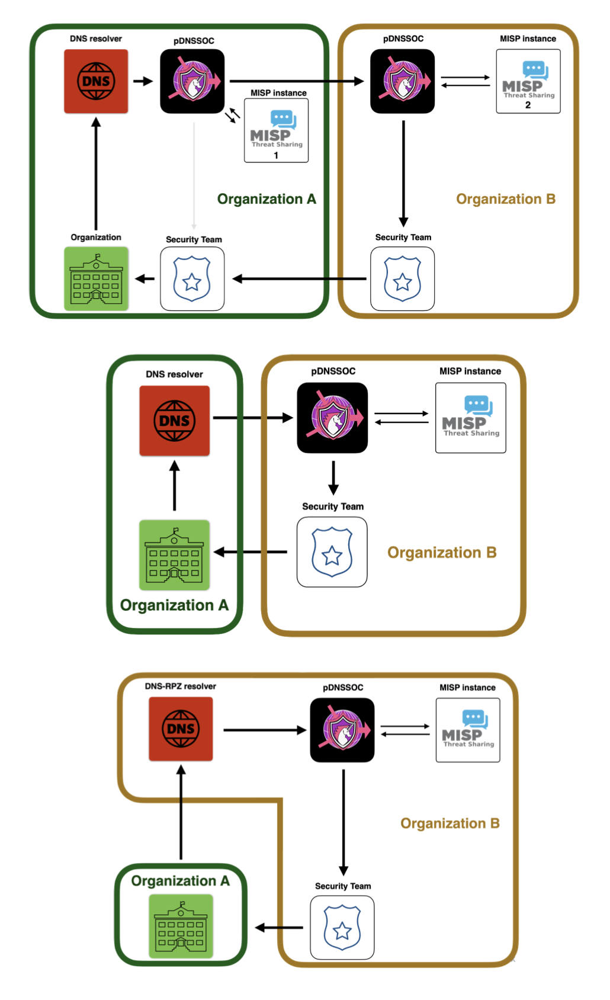 DNS resolver
pDNSSOC
pDNSSOC
MISP instance
DNS
MISP instance
MISP
Threat Sharing
2
MISP
Threat Sharing
1
Organization A
Organization B
Organization
Security Team
Security Team
DNS resolver
pDNSSOC
MISP instance
DNS
MISP
Threat Sharing
Security Team
Organization B
Organization A
DNS-RPZ resolver
pDNSSOC
MISP instance
DNS
MISP
Threat Sharing
Organization B
Organization A
Security Team